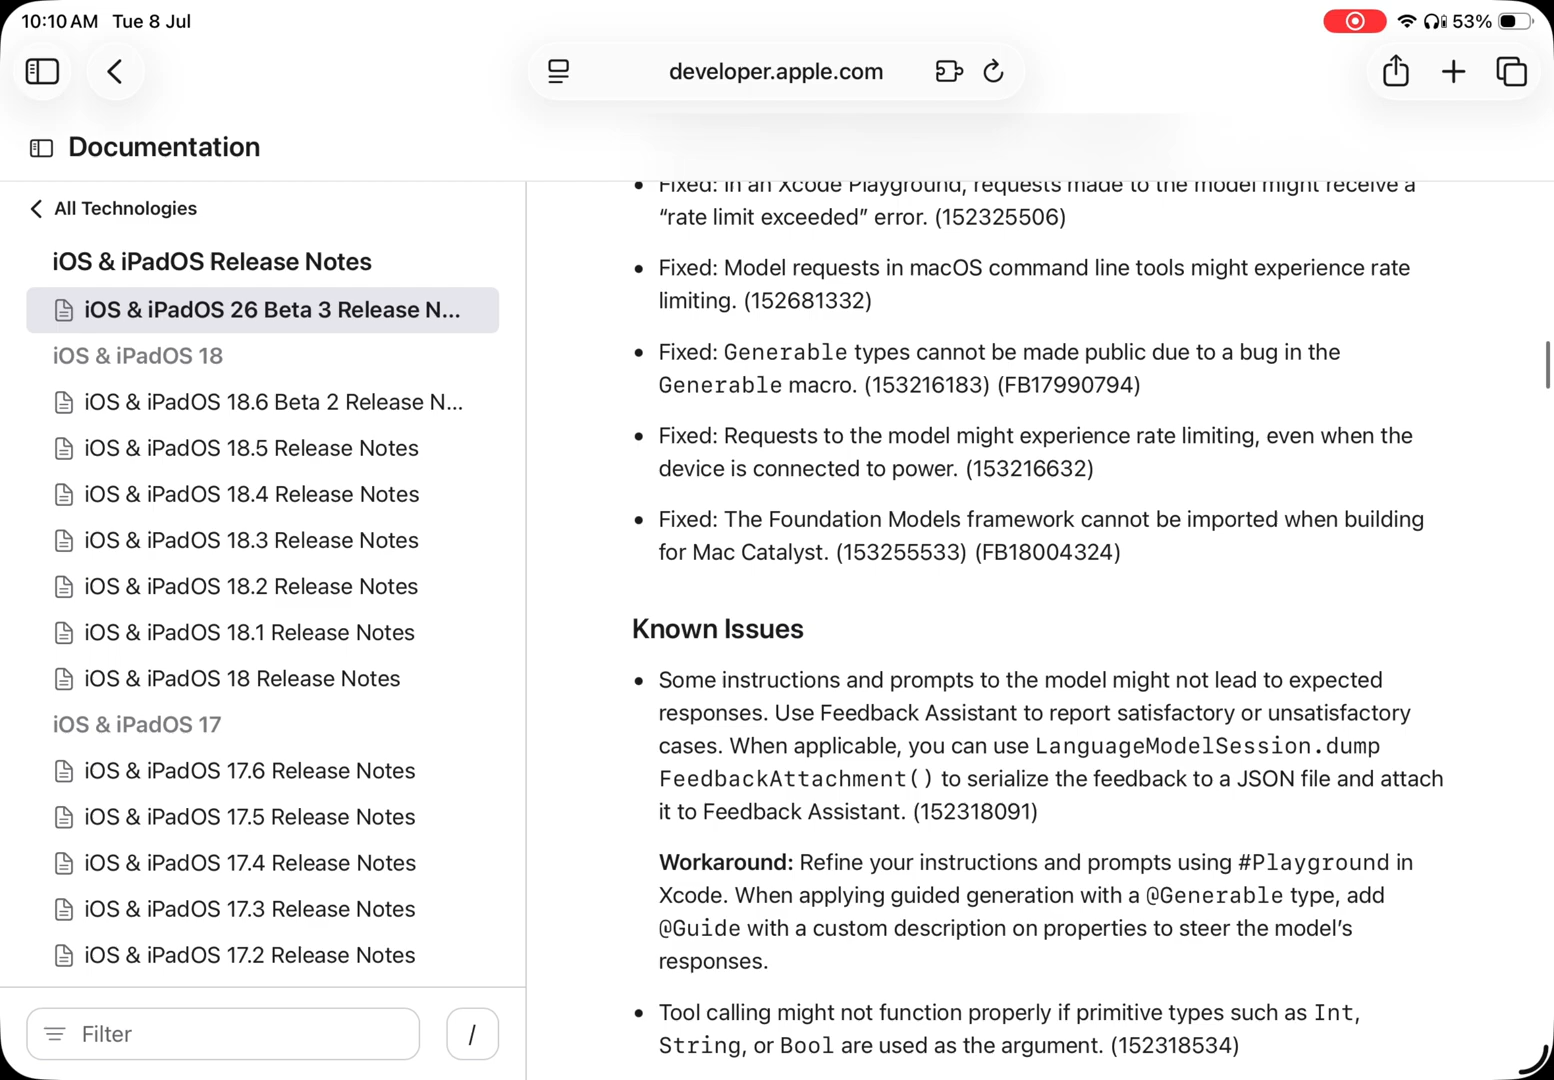 10:10 AM Tue 8 Jul
53%
developer.apple.com
Documentation
All Technologies
iOS & iPadOS Release Notes
iOS & iPadOS 26 Beta 3 Release N...
iOS & iPadOS 18
iOS & iPadOS 18.6 Beta 2 Release N...
iOS & iPadOS 18.5 Release Notes
iOS & iPadOS 18.4 Release Notes
iOS & iPadOS 18.3 Release Notes
iOS & iPadOS 18.2 Release Notes
iOS & iPadOS 18.1 Release Notes
iOS & iPadOS 18 Release Notes
iOS & iPadOS 17
iOS & iPadOS 17.6 Release Notes
iOS & iPadOS 17.5 Release Notes
iOS & iPadOS 17.4 Release Notes
iOS & iPadOS 17.3 Release Notes
iOS & iPadOS 17.2 Release Notes
Filter
/
• Fixed: In an Xcode Playground, requests made to the model might receive a
“rate limit exceeded” error. (152325506)
• Fixed: Model requests in macOS command line tools might experience rate
limiting. (152681332)
• Fixed: Generable types cannot be made public due to a bug in the
Generable macro. (153216183) (FB17990794)
• Fixed: Requests to the model might experience rate limiting, even when the
device is connected to power. (153216632)
• Fixed: The Foundation Models framework cannot be imported when building
for Mac Catalyst. (153255533) (FB18004324)
Known Issues
• Some instructions and prompts to the model might not lead to expected
responses. Use Feedback Assistant to report satisfactory or unsatisfactory
cases. When applicable, you can use LanguageModelSession.dump
FeedbackAttachment() to serialize the feedback to a JSON file and attach
it to Feedback Assistant. (152318091)
Workaround: Refine your instructions and prompts using #Playground in
Xcode. When applying guided generation with a @Generable type, add
@Guide with a custom description on properties to steer the model’s
responses.
• Tool calling might not function properly if primitive types such as Int,
String, or Bool are used as the argument. (152318534)